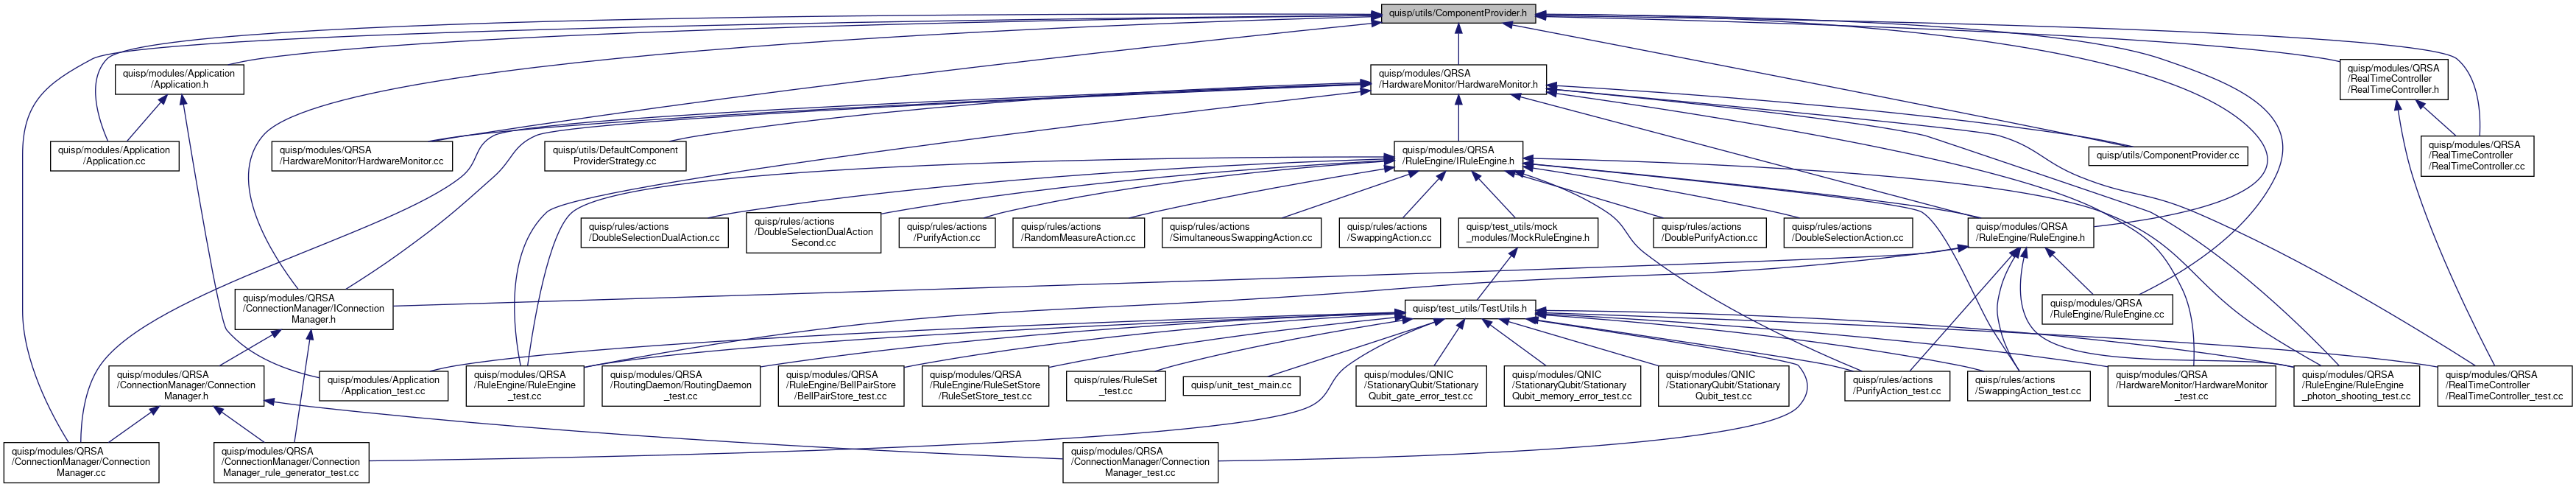 quisp/utils/ComponentProvider.h
quisp/modules/Application
/Application.h
quisp/modules/QRSA
/HardwareMonitor/HardwareMonitor.h
quisp/modules/QRSA
/RealTimeController
/RealTimeController.h
quisp/modules/Application
/Application.cc
quisp/modules/QRSA
/HardwareMonitor/HardwareMonitor.cc
quisp/utils/DefaultComponent
ProviderStrategy.cc
quisp/modules/QRSA
/RuleEngine/IRuleEngine.h
quisp/utils/ComponentProvider.cc
quisp/modules/QRSA
/RealTimeController
/RealTimeController.cc
quisp/rules/actions
/DoubleSelectionDualAction.cc
quisp/rules/actions
/DoubleSelectionDualAction
Second.cc
quisp/rules/actions
/PurifyAction.cc
quisp/rules/actions
/RandomMeasureAction.cc
quisp/rules/actions
/SimultaneousSwappingAction.cc
quisp/rules/actions
/SwappingAction.cc
quisp/test_utils/mock
_modules/MockRuleEngine.h
quisp/rules/actions
/DoublePurifyAction.cc
quisp/rules/actions
/DoubleSelectionAction.cc
quisp/modules/QRSA
/RuleEngine/RuleEngine.h
quisp/modules/QRSA
/ConnectionManager/IConnection
Manager.h
quisp/test_utils/TestUtils.h
quisp/modules/QRSA
/RuleEngine/RuleEngine.cc
quisp/modules/QRSA
/ConnectionManager/Connection
Manager.h
quisp/modules/Application
/Application_test.cc
quisp/modules/QRSA
/RuleEngine/RuleEngine
_test.cc
quisp/modules/QRSA
/RoutingDaemon/RoutingDaemon
_test.cc
quisp/modules/QRSA
/RuleEngine/BellPairStore
/BellPairStore_test.cc
quisp/modules/QRSA
/RuleEngine/RuleSetStore
/RuleSetStore_test.cc
quisp/rules/RuleSet
_test.cc
quisp/unit_test_main.cc
quisp/modules/QNIC
/StationaryQubit/Stationary
Qubit_gate_error_test.cc
quisp/modules/QNIC
/StationaryQubit/Stationary
Qubit_memory_error_test.cc
quisp/modules/QNIC
/StationaryQubit/Stationary
Qubit_test.cc
quisp/rules/actions
/PurifyAction_test.cc
quisp/rules/actions
/SwappingAction_test.cc
quisp/modules/QRSA
/HardwareMonitor/HardwareMonitor
_test.cc
quisp/modules/QRSA
/RuleEngine/RuleEngine
_photon_shooting_test.cc
quisp/modules/QRSA
/RealTimeController
/RealTimeController_test.cc
quisp/modules/QRSA
/ConnectionManager/Connection
Manager.cc
quisp/modules/QRSA
/ConnectionManager/Connection
Manager_rule_generator_test.cc
quisp/modules/QRSA
/ConnectionManager/Connection
Manager_test.cc